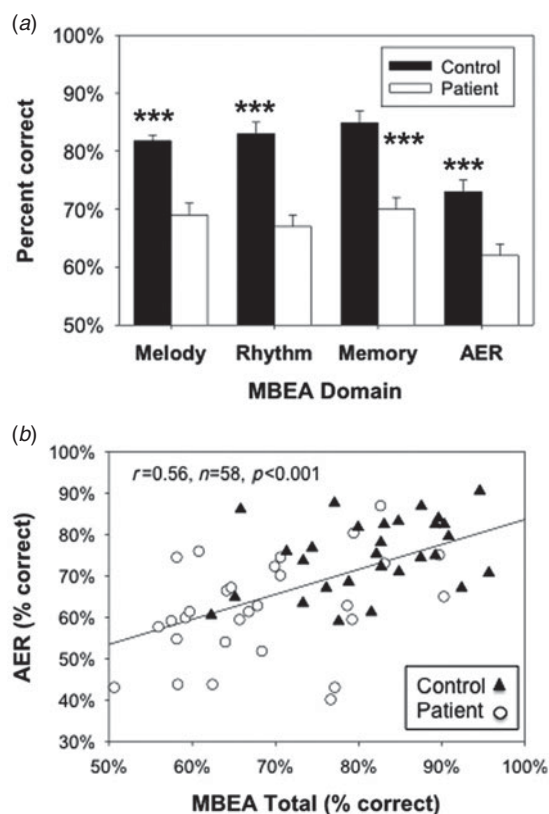 (a)
100%
90%
80%
70%
60%
50%
Percent correct
Control
Patient
***
***
***
***
Melody Rhythm Memory AER
MBEA Domain
(b)
100%
90%
80%
70%
60%
50%
40%
30%
AER (% correct)
r=0.56, n=58, p<0.001
Control
Patient
50% 60% 70% 80% 90% 100%
MBEA Total (% correct)